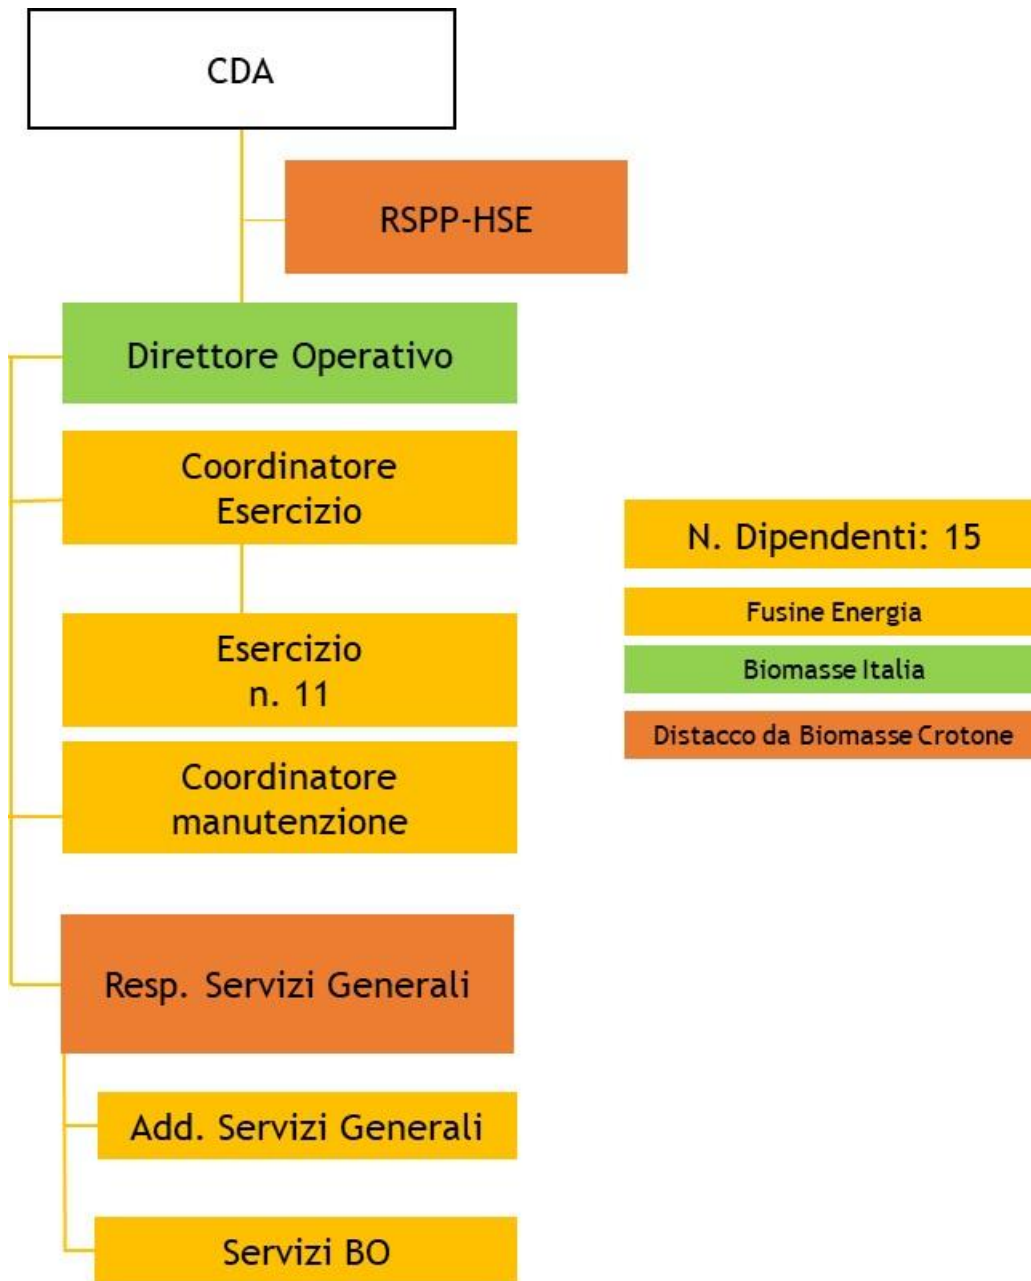 CDA
RSPP-HSE
Direttore Operativo
Coordinatore
Esercizio
Esercizio
n. 11
Coordinatore
manutenzione
Resp. Servizi Generali
Add. Servizi Generali
Servizi BO
N. Dipendenti: 15
Fusine Energia
Biomasse Italia
Distacco da Biomasse Crotone